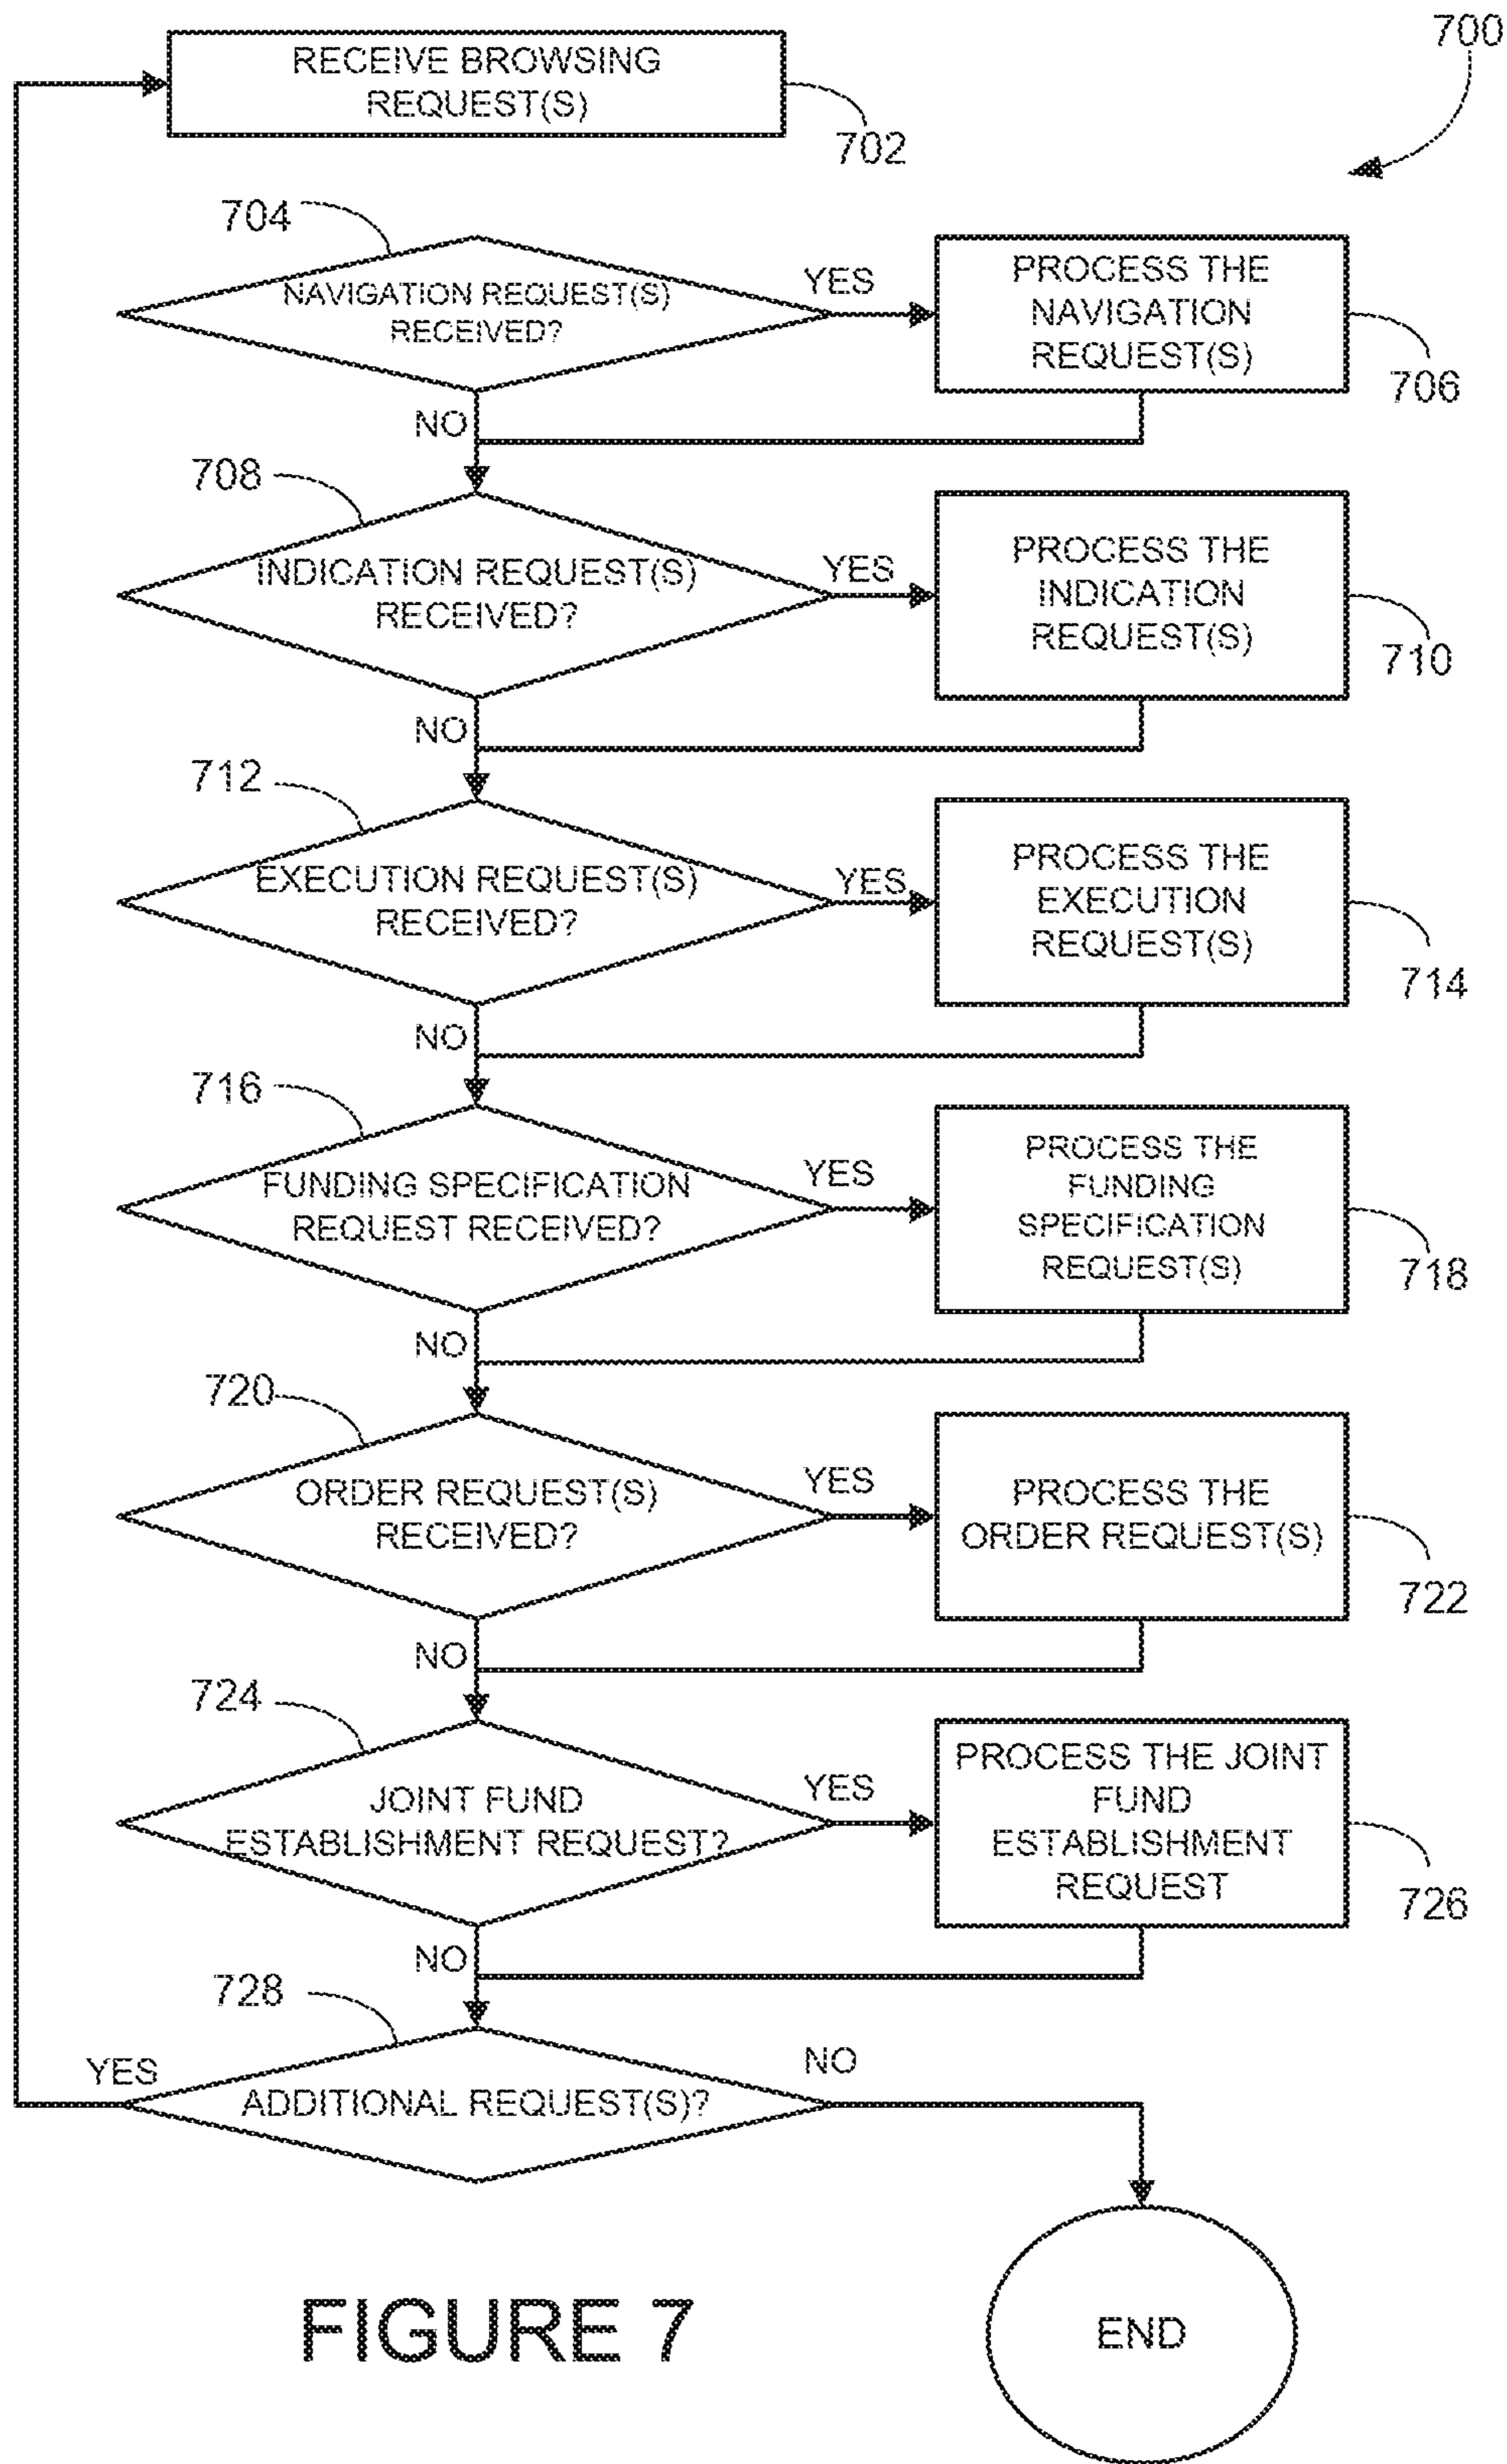 700
RECEIVE BROWSING
REQUEST(S)
702
704
NAVIGATION REQUEST(S)
RECEIVED?
YES
PROCESS THE
NAVIGATION
REQUEST(S)
706
NO
708
INDICATION REQUEST(S)
RECEIVED?
YES
PROCESS THE
INDICATION
REQUEST(S)
710
NO
712
EXECUTION REQUEST(S)
RECEIVED?
YES
PROCESS THE
EXECUTION
REQUEST(S)
714
NO
716
FUNDING SPECIFICATION
REQUEST RECEIVED?
YES
PROCESS THE
FUNDING
SPECIFICATION
REQUEST(S)
718
NO
720
ORDER REQUEST(S)
RECEIVED?
YES
PROCESS THE
ORDER REQUEST(S)
722
NO
724
JOINT FUND
ESTABLISHMENT REQUEST?
YES
PROCESS THE JOINT
FUND
ESTABLISHMENT
REQUEST
726
NO
728
YES
ADDITIONAL REQUEST(S)?
NO
END
FIGURE 7